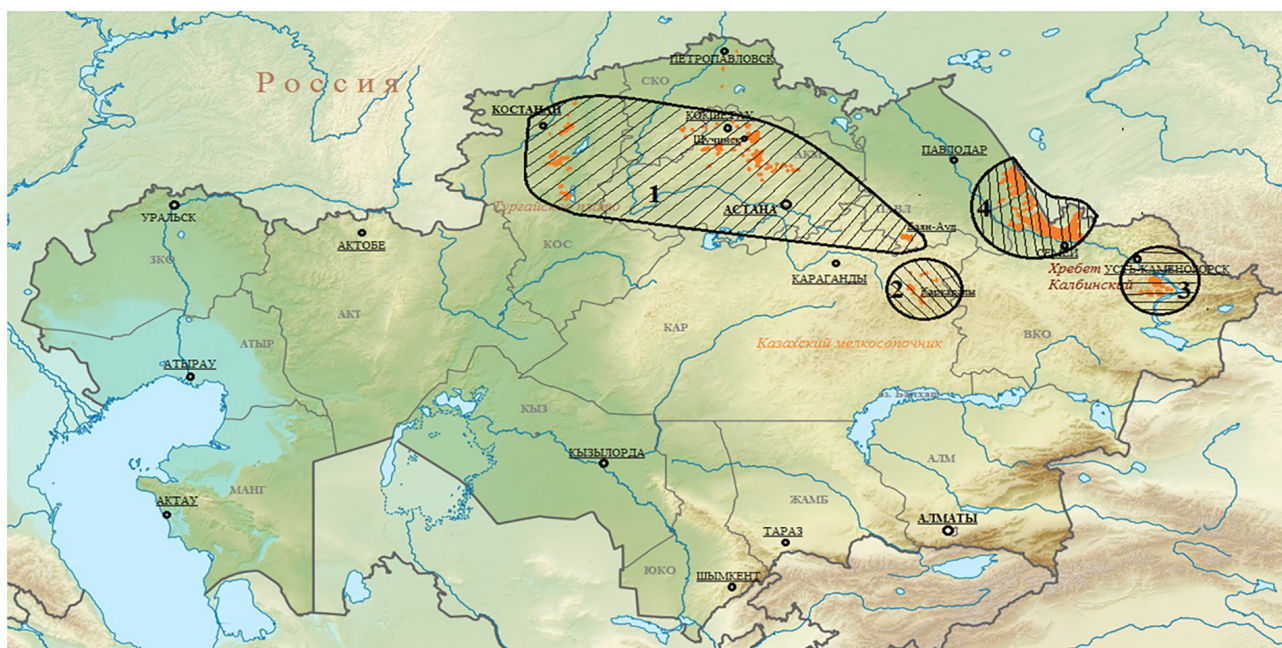 ПЕТРОПАВЛОВСК
Россия
СКО
КОСТАНАЙ
КОКШЕТАУ
Щучинск
АКМ
ПАВЛОДАР
1
АСТАНА
4
УРАЛЬСК
Тургайское плато
ПВЛ
Баян-Аул
АКТОБЕ
КОС
СЕМЕЙ
ЗКО
КАРАГАНДЫ
Хребет
Калбинский
УСТЬ-КАМЕНОГОРСК
2
Каркаралы
3
АКТ
КАР
ВКО
АТЫР
Казахский мелкосопочник
АТЫРАУ
оз. Балхаш
КЫЗ
КЫЗЫЛОРДА
АЛМ
МАНГ
АКТАУ
ЖАМБ
АЛМАТЫ
ТАРАЗ
ЮКО
ШЫМКЕНТ